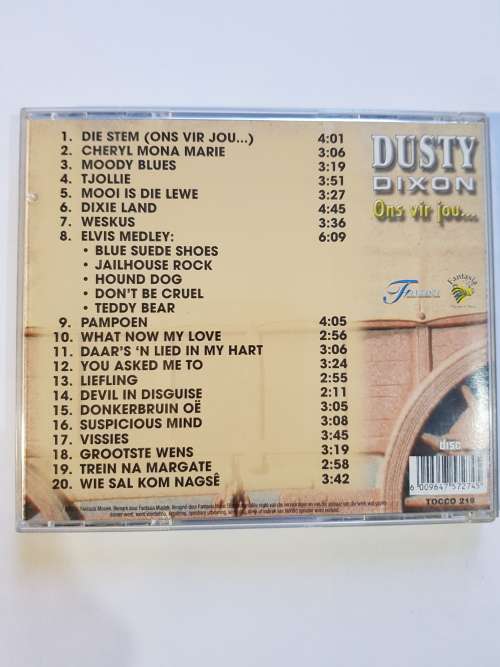 1. DIE STEM (ONS VIR JOU...) 4:01
2. CHERYL MONA MARIE 3:06
3. MOODY BLUES 3:19
4. TJOLLIE 3:51
5. MOOI IS DIE LEWE 3:27
6. DIXIE LAND 4:45
7. WESKUS 3:36
8. ELVIS MEDLEY: 6:09
• BLUE SUEDE SHOES
• JAILHOUSE ROCK
• HOUND DOG
• DON'T BE CRUEL
• TEDDY BEAR
9. PAMPOEN 4:05
10. WHAT NOW MY LOVE 2:56
11. DAAR'S 'N LIED IN MY HART 3:06
12. YOU ASKED ME TO 3:24
13. LIEFLING 2:55
14. DEVIL IN DISGUISE 2:11
15. DONKERBRUIN OË 3:05
16. SUSPICIOUS MIND 3:08
17. VISSIES 3:45
18. GROOTSTE WENS 3:19
19. TREIN NA MARGATE 2:58
20. WIE SAL KOM NAGSÊ 3:42
DUSTY
DIXON
Ons vir jou...
Fantasia
disc
6 009647 572745
TOCCO 219